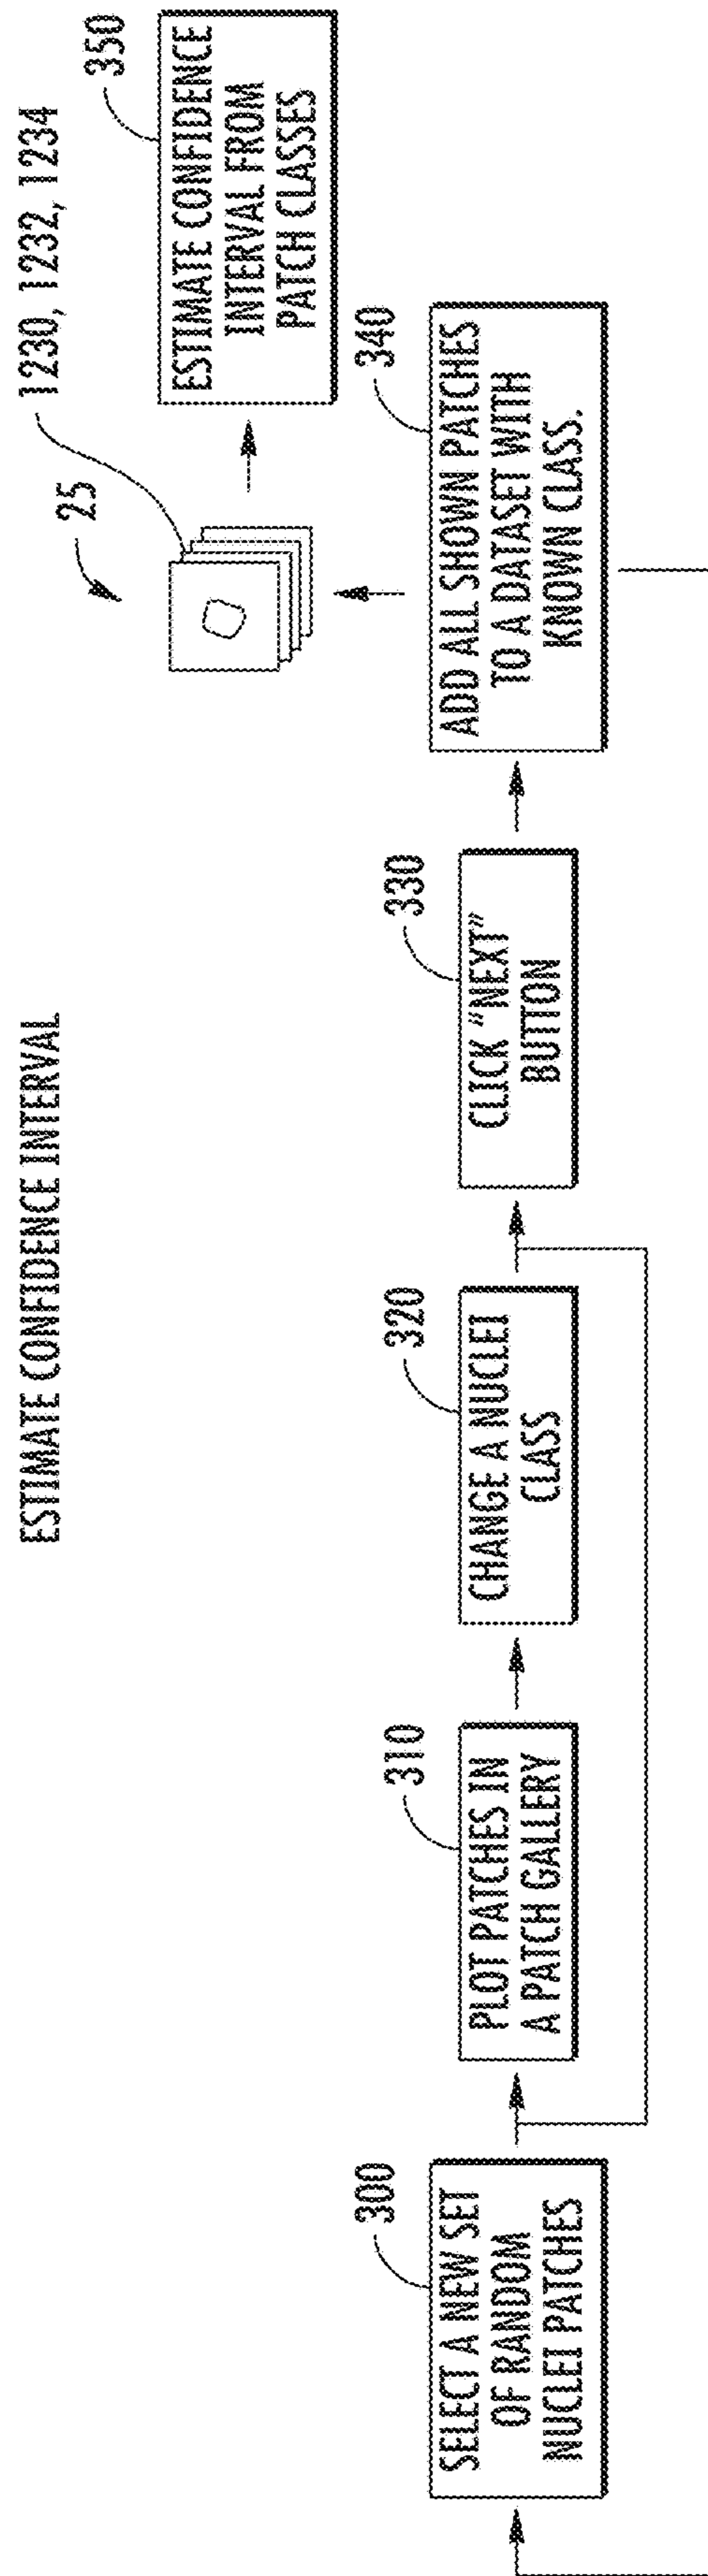 ESTIMATE CONFIDENCE INTERVAL
300
SELECT A NEW SET
OF RANDOM
NUCLEI PATCHES
310
PLOT PATCHES IN
A PATCH GALLERY
320
CHANGE A NUCLEI
CLASS
330
CLICK "NEXT"
BUTTON
340
ADD ALL SHOWN PATCHES
TO A DATASET WITH
KNOWN CLASS.
25
1230, 1232, 1234
350
ESTIMATE CONFIDENCE
INTERVAL FROM
PATCH CLASSES